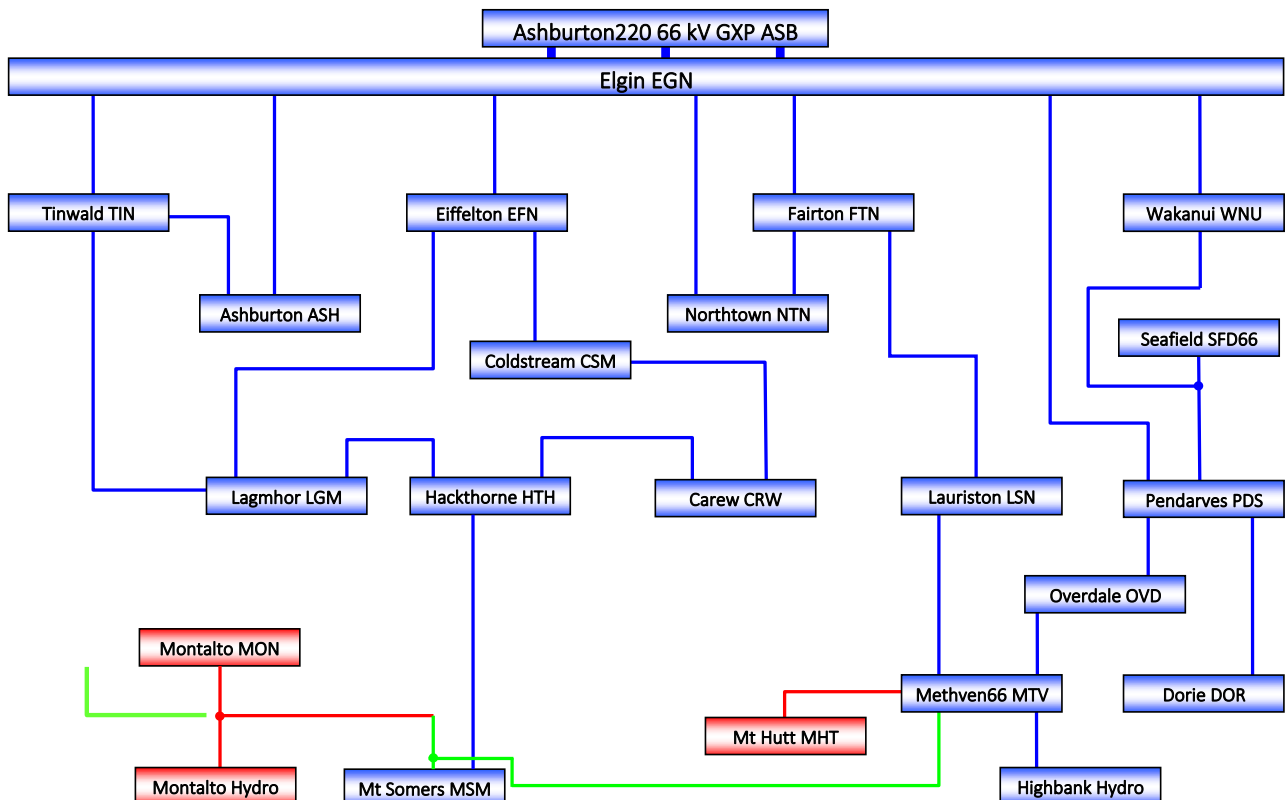 Ashburton220 66 kV GXP ASB
Elgin EGN
Tinwald TIN
Eiffelton EFN
Fairton FTN
Wakanui WNU
Ashburton ASH
Northtown NTN
Seafield SFD66
Coldstream CSM
Lagmhor LGM
Hackthorne HTH
Carew CRW
Lauriston LSN
Pendarves PDS
Overdale OVD
Montalto MON
Methven66 MTV
Dorie DOR
Mt Hutt MHT
Montalto Hydro
Mt Somers MSM
Highbank Hydro